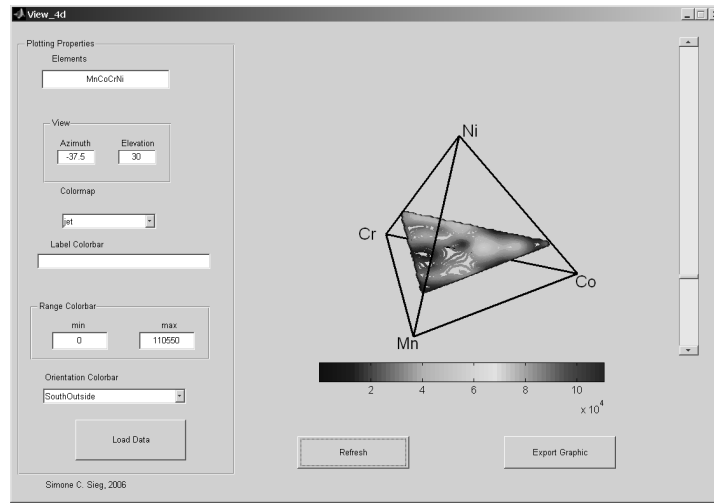 View_4d
Plotting Properties
Elements
MnCoCrNi
View
Azimuth Elevation
-37.5 30
Colormap
jet
Label Colorbar
Range Colorbar
min max
0 110550
Orientation Colorbar
SouthOutside
Load Data
Simone C. Sieg, 2006
Ni
Cr
Co
Mn
2 4 6 8 10
x 10^4
Refresh Export Graphic